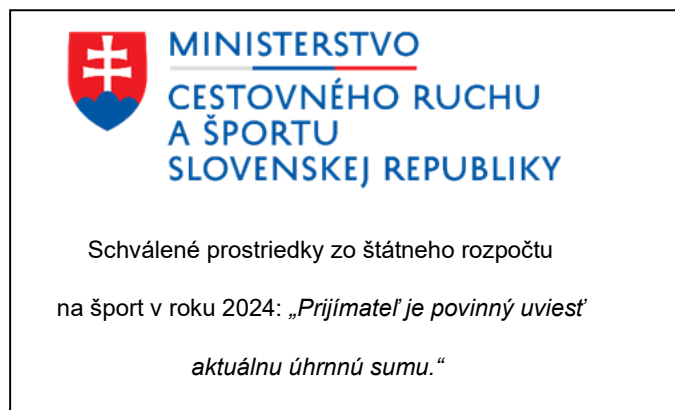 MINISTERSTVO
CESTOVNÉHO RUCHU
A ŠPORTU
SLOVENSKEJ REPUBLIKY
Schválené prostriedky zo štátneho rozpočtu
na šport v roku 2024: „Prijímateľ je povinný uviesť
aktuálnu úhrnnú sumu.“